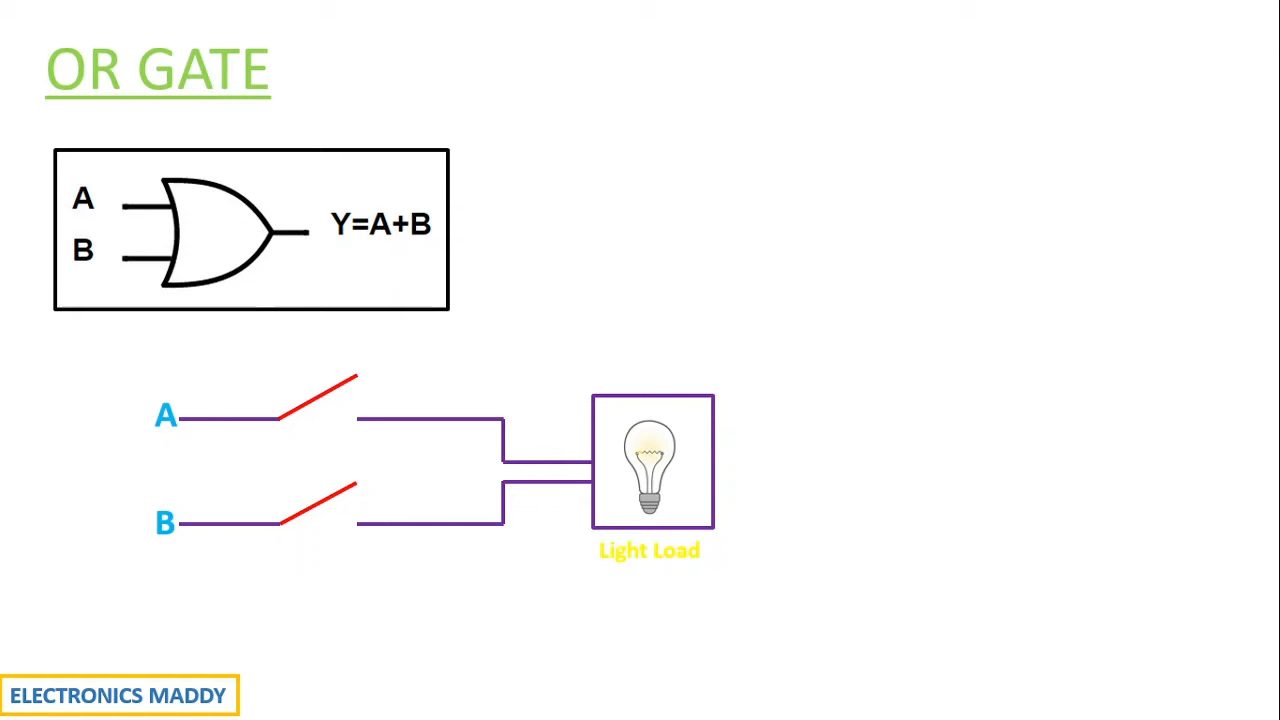 OR GATE
A
B
Y=A+B
A
B
Light Load
ELECTRONICS MADDY